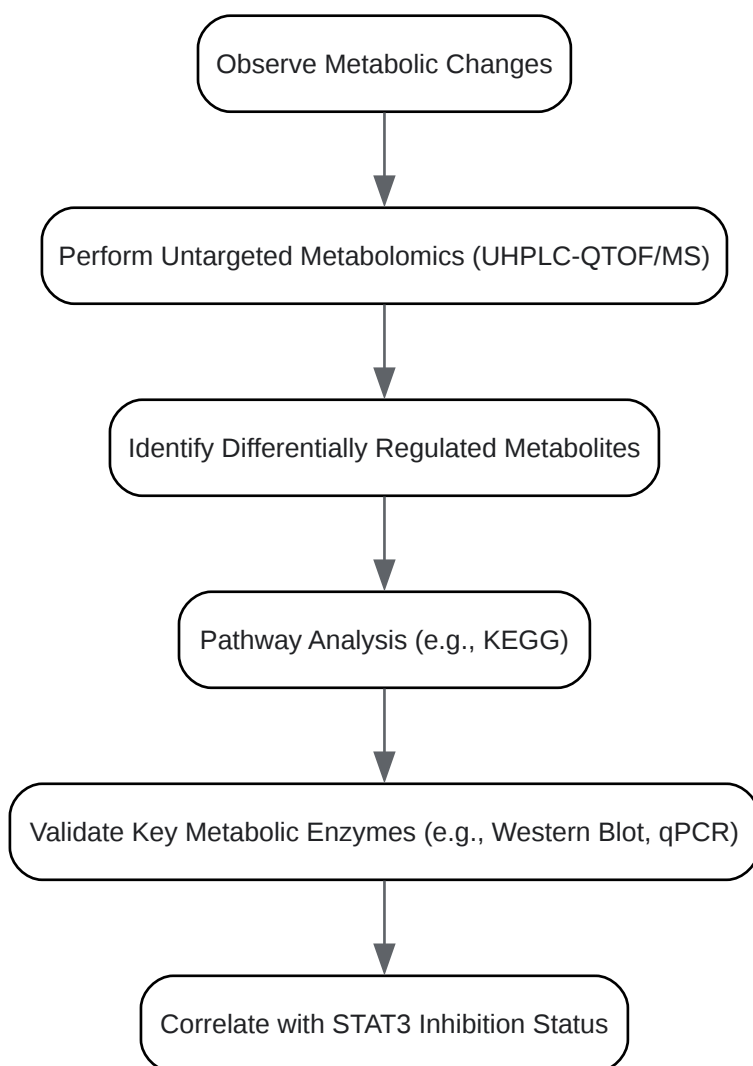 Observe Metabolic Changes
Perform Untargeted Metabolomics (UHPLC-QTOF/MS)
Identify Differentially Regulated Metabolites
Pathway Analysis (e.g., KEGG)
Validate Key Metabolic Enzymes (e.g., Western Blot, qPCR)
Correlate with STAT3 Inhibition Status